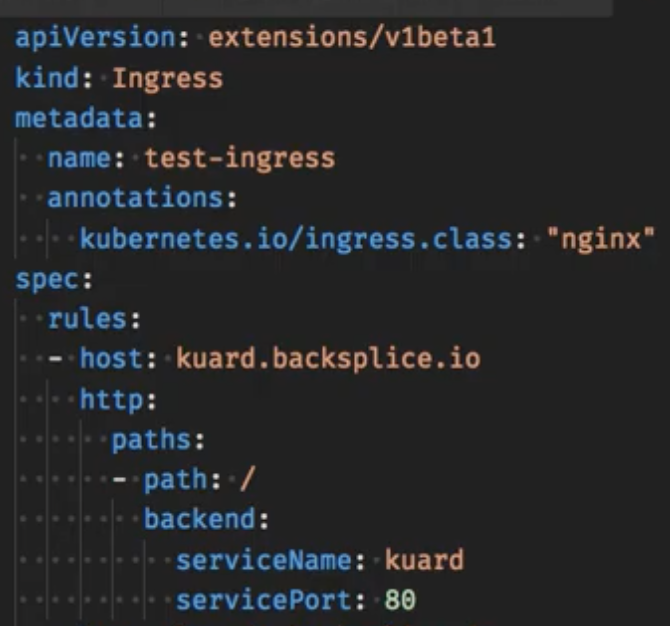 apiVersion: extensions/v1beta1
kind: Ingress
metadata:
  name: test-ingress
  annotations:
    kubernetes.io/ingress.class: "nginx"
spec:
  rules:
  - host: kuard.backsplice.io
    http:
      paths:
      - path: /
        backend:
          serviceName: kuard
          servicePort: 80